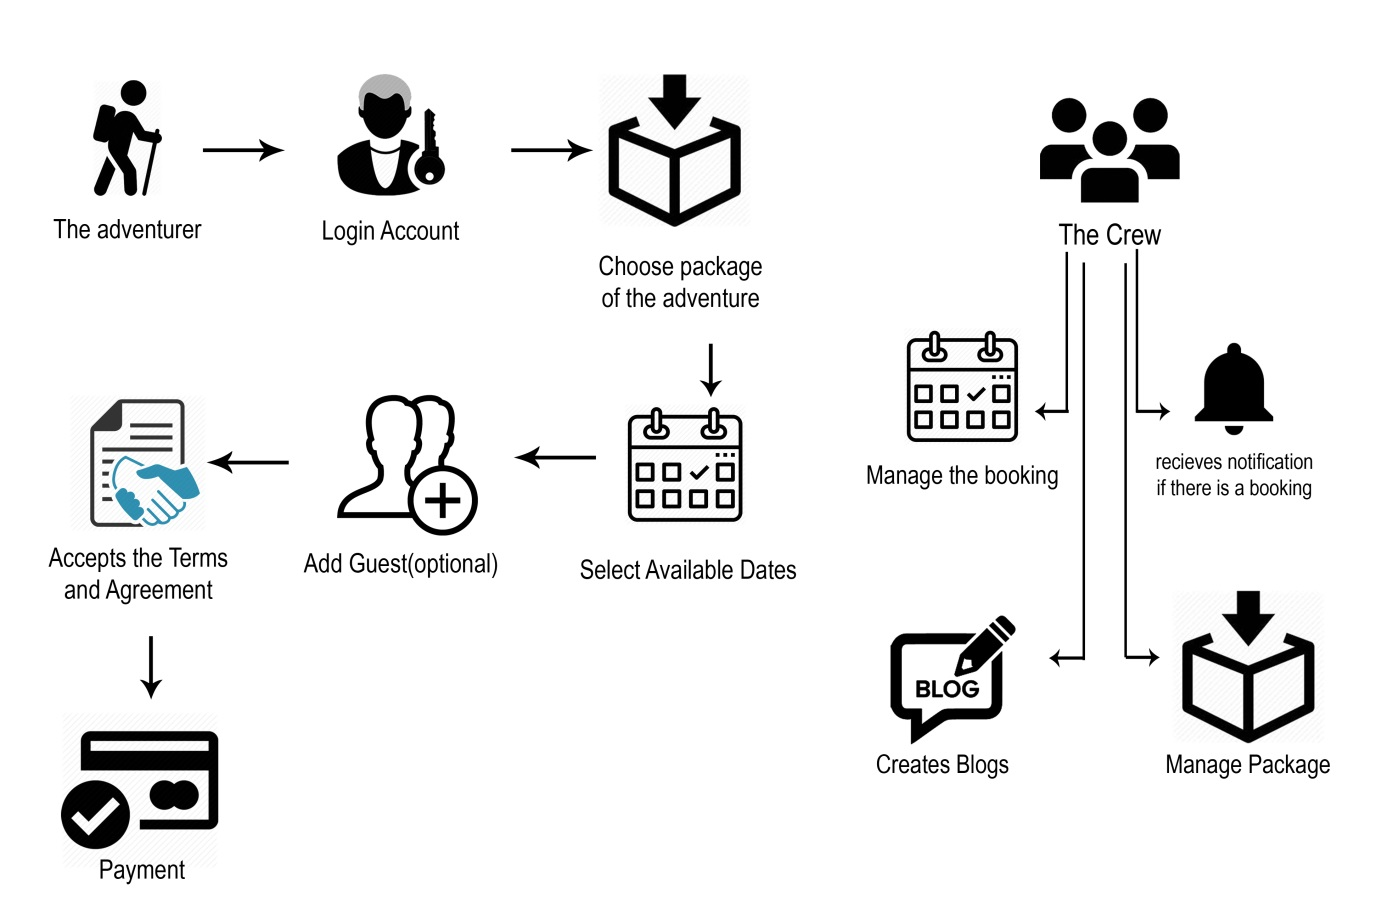 The adventurer
Login Account
Choose package
of the adventure
Select Available Dates
Add Guest(optional)
Accepts the Terms
and Agreement
Payment
The Crew
Manage the booking
recieves notification
if there is a booking
BLOG
Creates Blogs
Manage Package